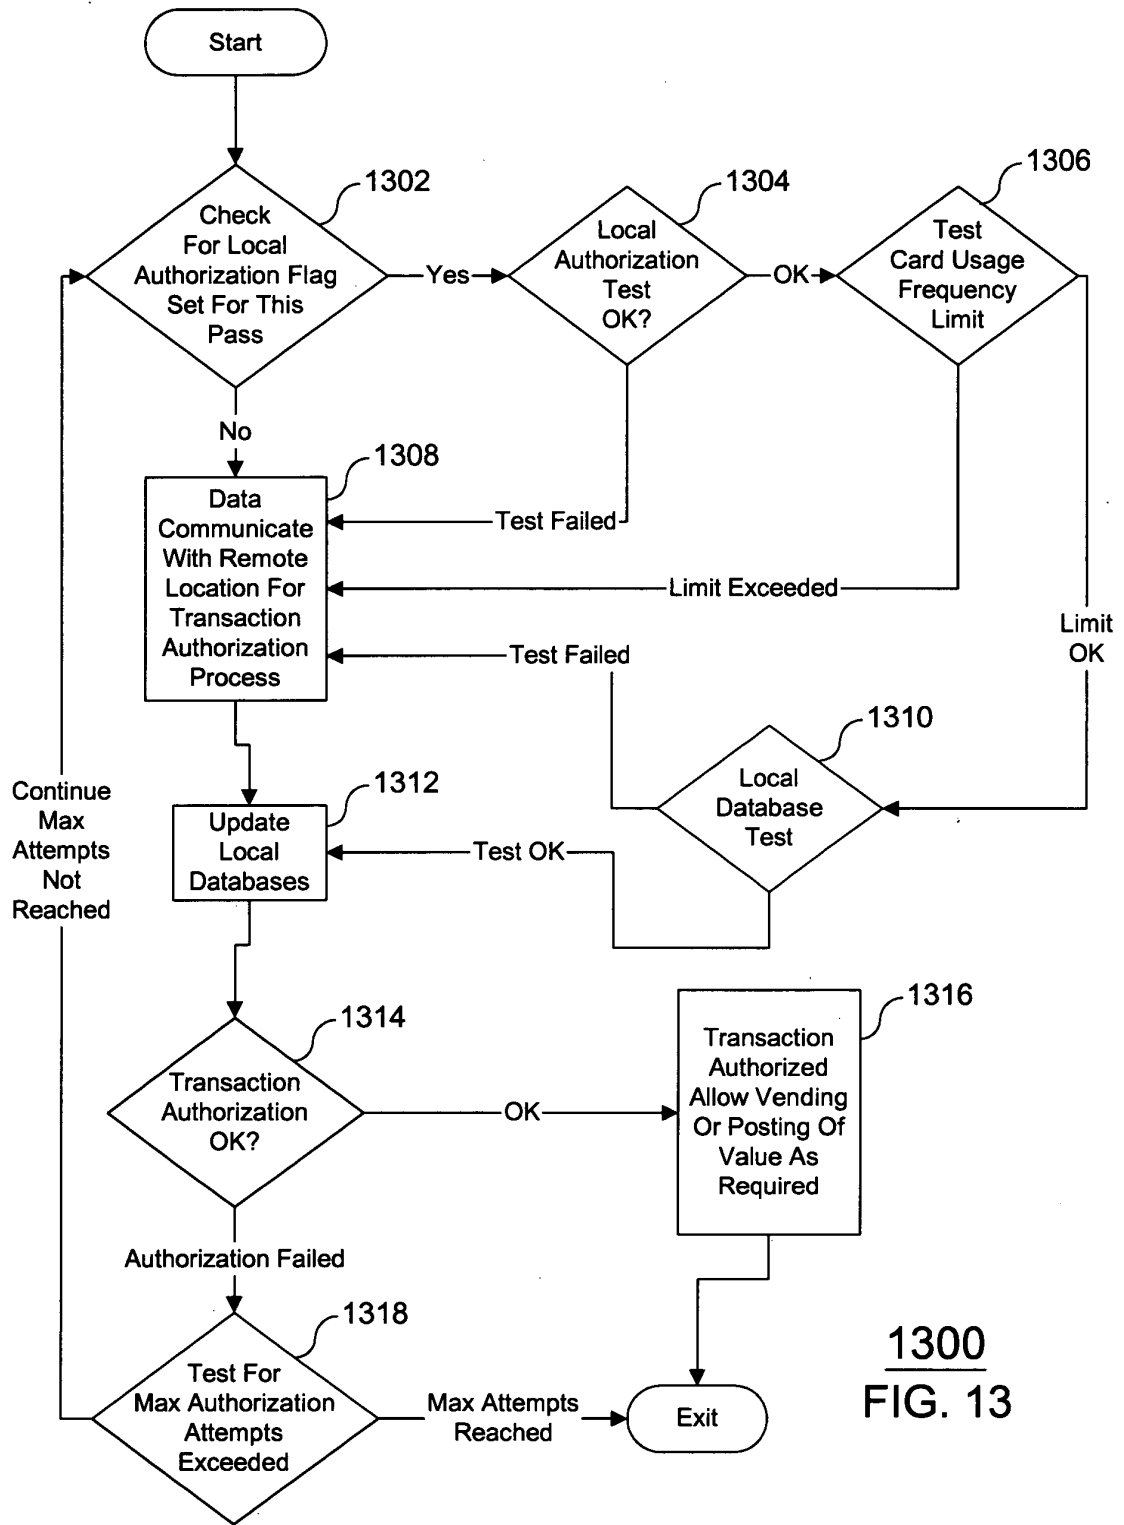 Start
1302
Check
For Local
Authorization Flag
Set For This
Pass
Yes
1304
Local
Authorization
Test
OK?
OK
1306
Test
Card Usage
Frequency
Limit
No
1308
Data
Communicate
With Remote
Location For
Transaction
Authorization
Process
Test Failed
Limit Exceeded
Test Failed
Limit
OK
1310
Local
Database
Test
Continue
Max
Attempts
Not
Reached
1312
Update
Local
Databases
Test OK
1314
Transaction
Authorization
OK?
OK
1316
Transaction
Authorized
Allow Vending
Or Posting Of
Value As
Required
Authorization Failed
1318
Test For
Max Authorization
Attempts
Exceeded
Max Attempts
Reached
Exit
1300
FIG. 13